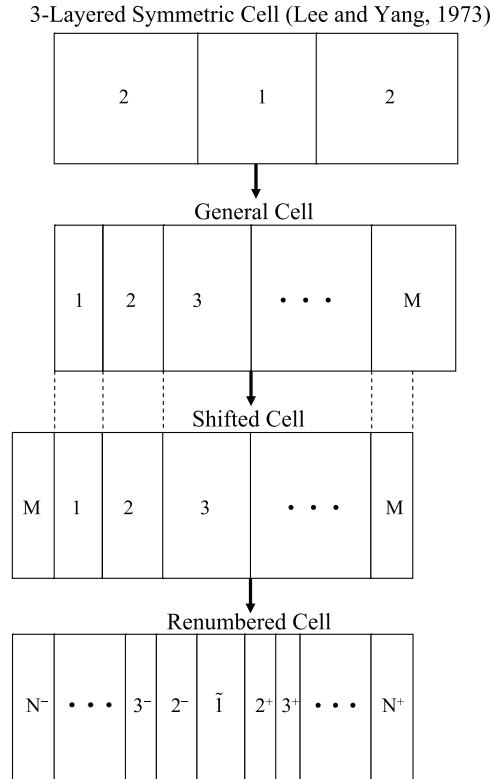 3-Layered Symmetric Cell (Lee and Yang, 1973)
2 1 2
General Cell
1 2 3 • • • M
Shifted Cell
M 1 2 3 • • • M
Renumbered Cell
N⁻ • • • 3⁻ 2⁻ 1̃ 2⁺ 3⁺ • • • N⁺